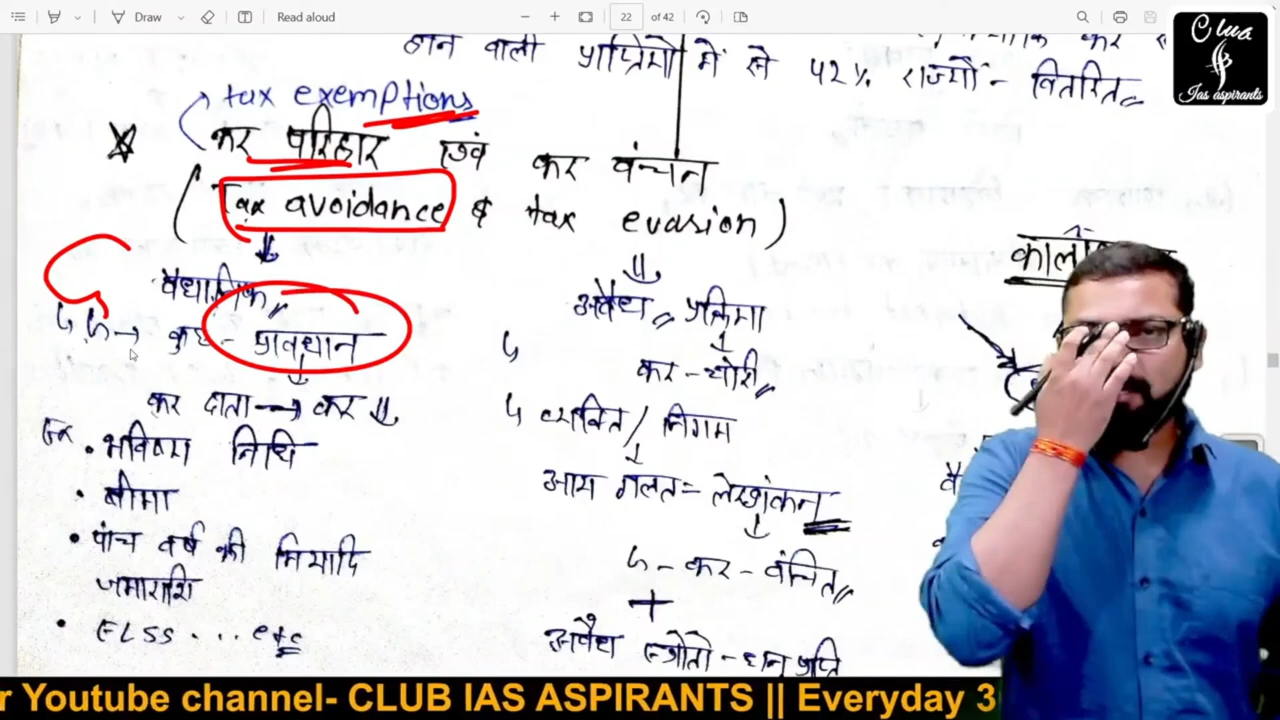 Draw
Read aloud
22 of 42
Club
Ias aspirants
होने वाली प्राप्तियों में से 42% राज्यों - वितरित
tax exemptions
कर परिहार एवं कर वंचन
(Tax avoidance & tax evasion)
वैधानिक
कुछ - प्रावधान
कर दाता → कर ⇓
Ex • भविष्य निधि
• बीमा
• पांच वर्ष की मियादि
जमाराशि
• ELSS ... etc
अवैध प्रक्रिया
कर - चोरी
व्यक्ति / निगम
आय गलत = लेखांकन
कर - वंचित
+
अवैध स्त्रोतो - धन प्राप्ति
r Youtube channel- CLUB IAS ASPIRANTS || Everyday 3